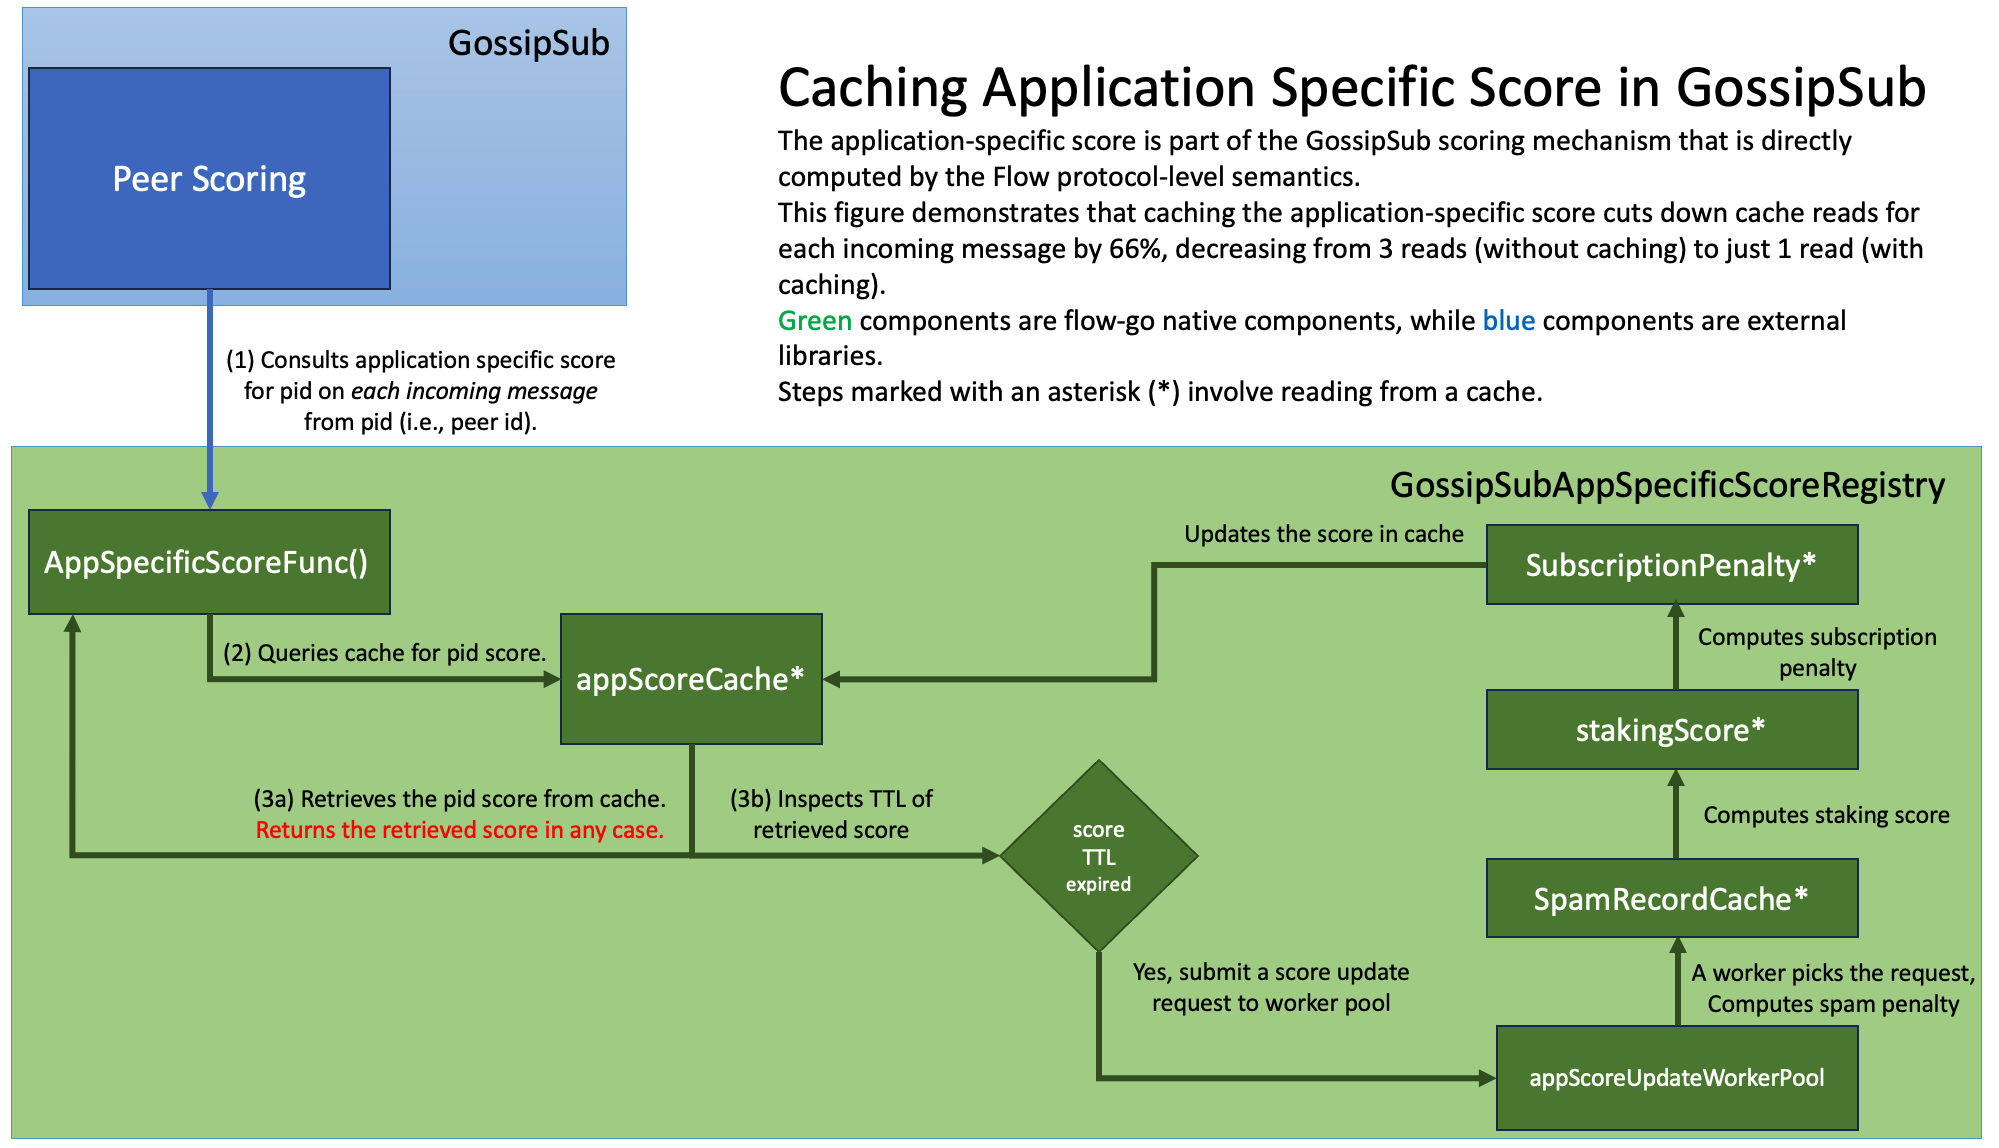 GossipSub
Peer Scoring
Caching Application Specific Score in GossipSub
The application-specific score is part of the GossipSub scoring mechanism that is directly
computed by the Flow protocol-level semantics.
This figure demonstrates that caching the application-specific score cuts down cache reads for
each incoming message by 66%, decreasing from 3 reads (without caching) to just 1 read (with
caching).
Green components are flow-go native components, while blue components are external
libraries.
Steps marked with an asterisk (*) involve reading from a cache.
(1) Consults application specific score
for pid on each incoming message
from pid (i.e., peer id).
GossipSubAppSpecificScoreRegistry
AppSpecificScoreFunc()
(2) Queries cache for pid score.
appScoreCache*
Updates the score in cache
SubscriptionPenalty*
Computes subscription
penalty
stakingScore*
Computes staking score
SpamRecordCache*
(3a) Retrieves the pid score from cache.
Returns the retrieved score in any case.
(3b) Inspects TTL of
retrieved score
score
TTL
expired
Yes, submit a score update
request to worker pool
A worker picks the request,
Computes spam penalty
appScoreUpdateWorkerPool